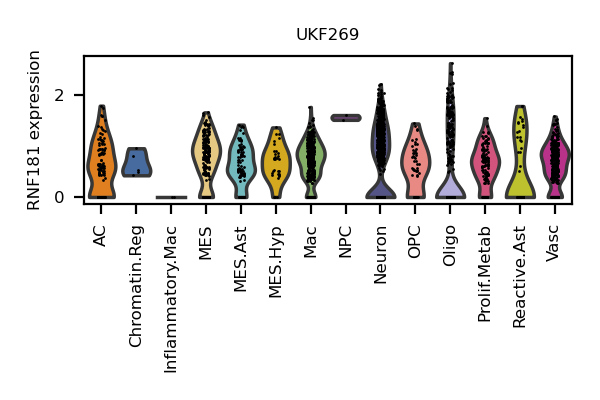 UKF269
RNF181 expression
2
0
AC
Chromatin.Reg
Inflammatory.Mac
MES
MES.Ast
MES.Hyp
Mac
NPC
Neuron
OPC
Oligo
Prolif.Metab
Reactive.Ast
Vasc